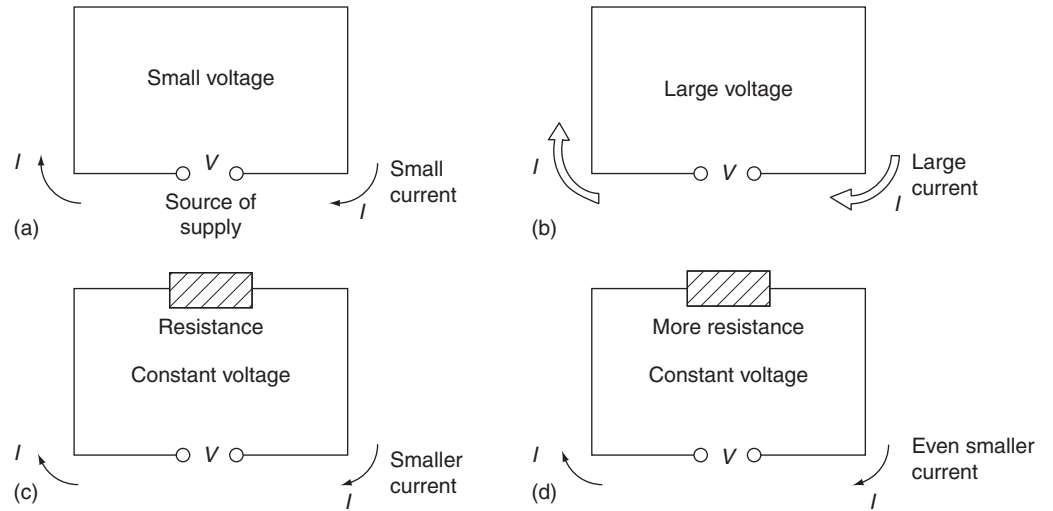 Small voltage
I
V
Small
current
I
Source of
supply
(a)
Large voltage
I
V
Large
current
I
(b)
Resistance
Constant voltage
I
V
Smaller
current
I
(c)
More resistance
Constant voltage
I
V
Even smaller
current
I
(d)